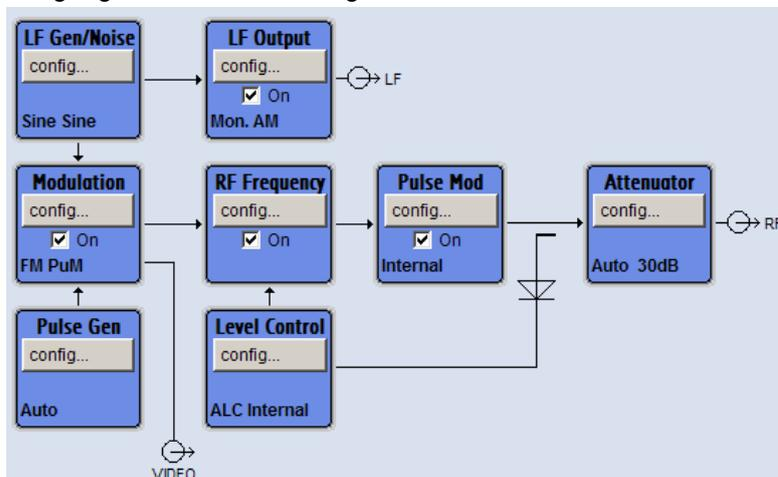 LF Gen/Noise
config...
Sine Sine
LF Output
config...
On
Mon. AM
LF
Modulation
config...
On
FM PuM
RF Frequency
config...
On
Pulse Mod
config...
On
Internal
Attenuator
config...
Auto 30dB
RF
Pulse Gen
config...
Auto
Level Control
config...
ALC Internal
VIDEO